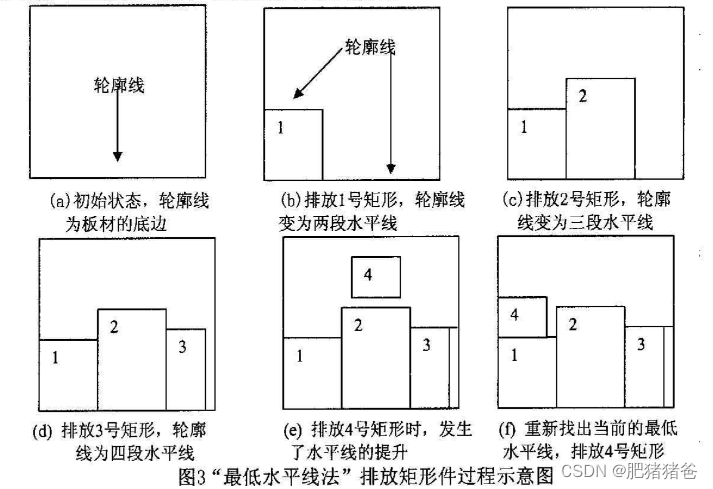 轮廓线
轮廓线
1
1
2
(a)初始状态，轮廓线
为板材的底边
(b) 排放1号矩形，轮廓线
变为两段水平线
(c) 排放2号矩形，轮廓
线变为三段水平线
1
2
3
4
1
2
3
4
1
2
3
(d) 排放3号矩形，轮廓
线为四段水平线
(e) 排放4号矩形时，发生
了水平线的提升
(f) 重新找出当前的最低
水平线，排放4号矩形
图3“最低水平线法”排放矩形件过程示意图
CSDN @肥猪猪爸